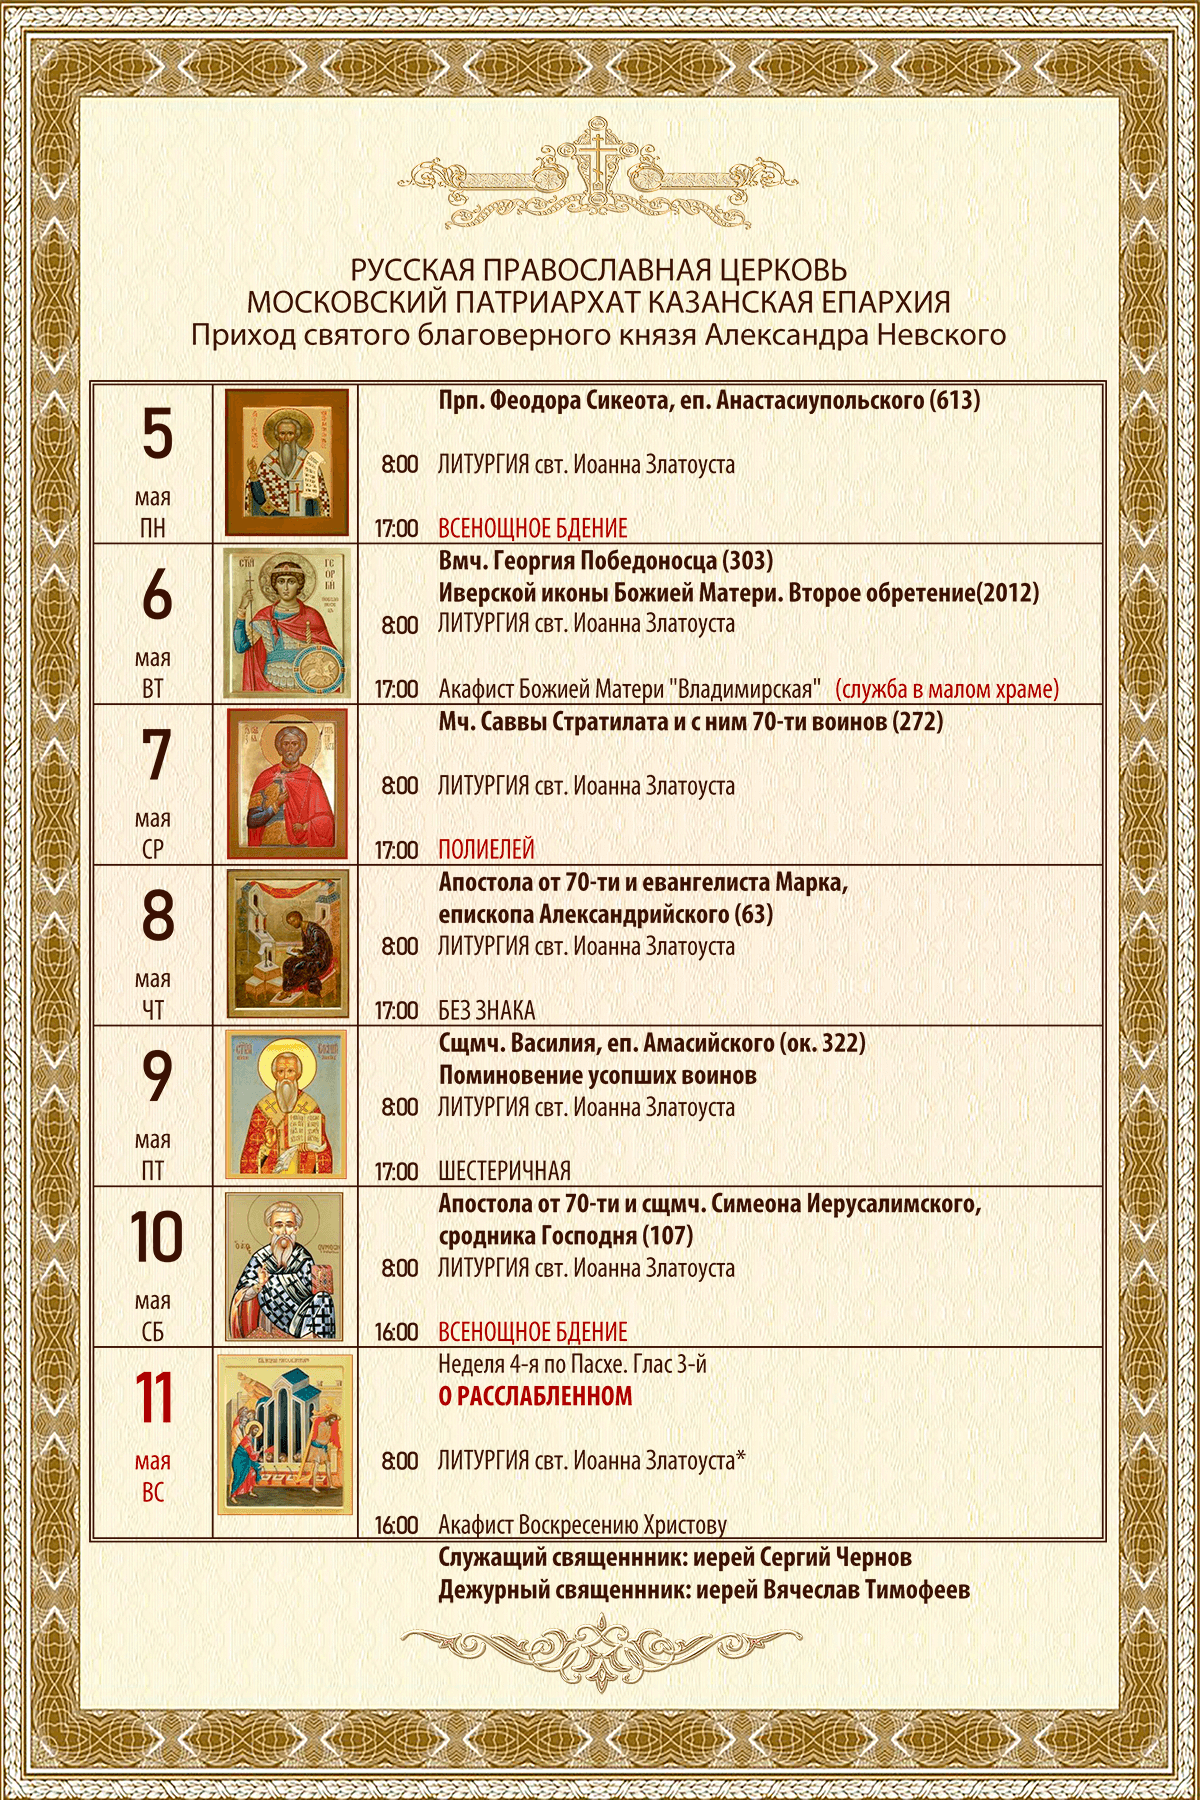 РУССКАЯ ПРАВОСЛАВНАЯ ЦЕРКОВЬ
МОСКОВСКИЙ ПАТРИАРХАТ КАЗАНСКАЯ ЕПАРХИЯ
Приход святого благоверного князя Александра Невского
5
мая
ПН
Прп. Феодора Сикеота, еп. Анастасиупольского (613)
8:00 ЛИТУРГИЯ свт. Иоанна Златоуста
17:00 ВСЕНОЩНОЕ БДЕНИЕ
6
мая
ВТ
Вмч. Георгия Победоносца (303)
Иверской иконы Божией Матери. Второе обретение(2012)
8:00 ЛИТУРГИЯ свт. Иоанна Златоуста
17:00 Акафист Божией Матери "Владимирская" (служба в малом храме)
7
мая
СР
Мч. Саввы Стратилата и с ним 70-ти воинов (272)
8:00 ЛИТУРГИЯ свт. Иоанна Златоуста
17:00 ПОЛИЕЛЕЙ
8
мая
ЧТ
Апостола от 70-ти и евангелиста Марка,
епископа Александрийского (63)
8:00 ЛИТУРГИЯ свт. Иоанна Златоуста
17:00 БЕЗ ЗНАКА
9
мая
ПТ
Сщмч. Василия, еп. Амасийского (ок. 322)
Поминовение усопших воинов
8:00 ЛИТУРГИЯ свт. Иоанна Златоуста
17:00 ШЕСТЕРИЧНАЯ
10
мая
СБ
Апостола от 70-ти и сщмч. Симеона Иерусалимского,
сродника Господня (107)
8:00 ЛИТУРГИЯ свт. Иоанна Златоуста
16:00 ВСЕНОЩНОЕ БДЕНИЕ
11
мая
ВС
Неделя 4-я по Пасхе. Глас 3-й
О РАССЛАБЛЕННОМ
8:00 ЛИТУРГИЯ свт. Иоанна Златоуста*
16:00 Акафист Воскресению Христову
Служащий священнник: иерей Сергий Чернов
Дежурный священнник: иерей Вячеслав Тимофеев